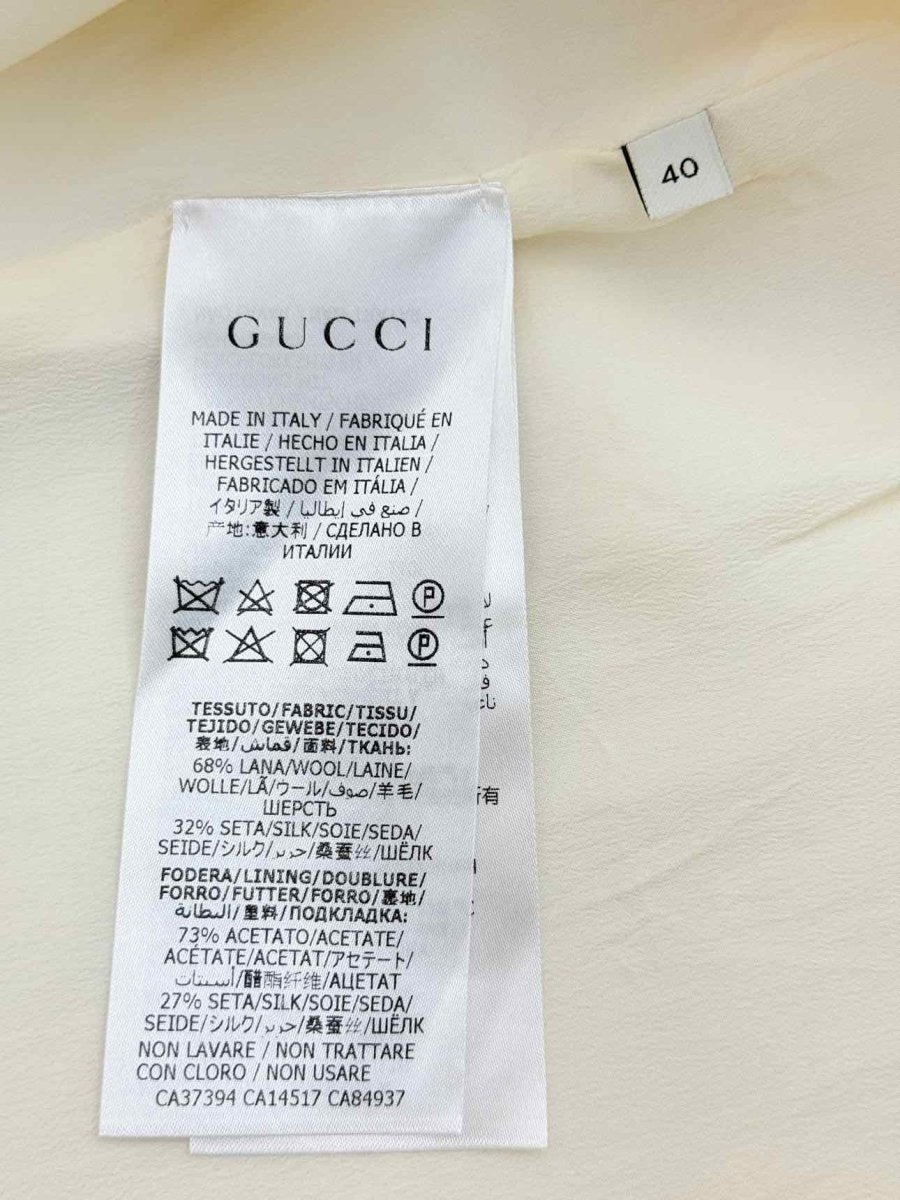 40
GUCCI
MADE IN ITALY / FABRIQUÉ EN
ITALIE / HECHO EN ITALIA /
HERGESTELLT IN ITALIEN /
FABRICADO EM ITÁLIA /
イタリア製 / صنع في إيطاليا /
产地:意大利 / СДЕЛАНО В
ИТАЛИИ
P
P
TESSUTO/FABRIC/TISSU/
TEJIDO/GEWEBE/TECIDO/
表地/قماش/面料/ТКАНЬ:
68% LANA/WOOL/LAINE/
WOLLE/LÃ/ウール/صوف/羊毛/
ШЕРСТЬ
32% SETA/SILK/SOIE/SEDA/
SEIDE/シルク/حرير/桑蚕丝/ШЁЛК
FODERA/LINING/DOUBLURE/
FORRO/FUTTER/FORRO/裏地/
البطانة/里料/ПОДКЛАДКА:
73% ACETATO/ACETATE/
ACÉTATE/ACETAT/アセテート/
أسيتات/醋酯纤维/АЦЕТАТ
27% SETA/SILK/SOIE/SEDA/
SEIDE/シルク/حرير/桑蚕丝/ШЁЛК
NON LAVARE / NON TRATTARE
CON CLORO / NON USARE
CA37394 CA14517 CA84937